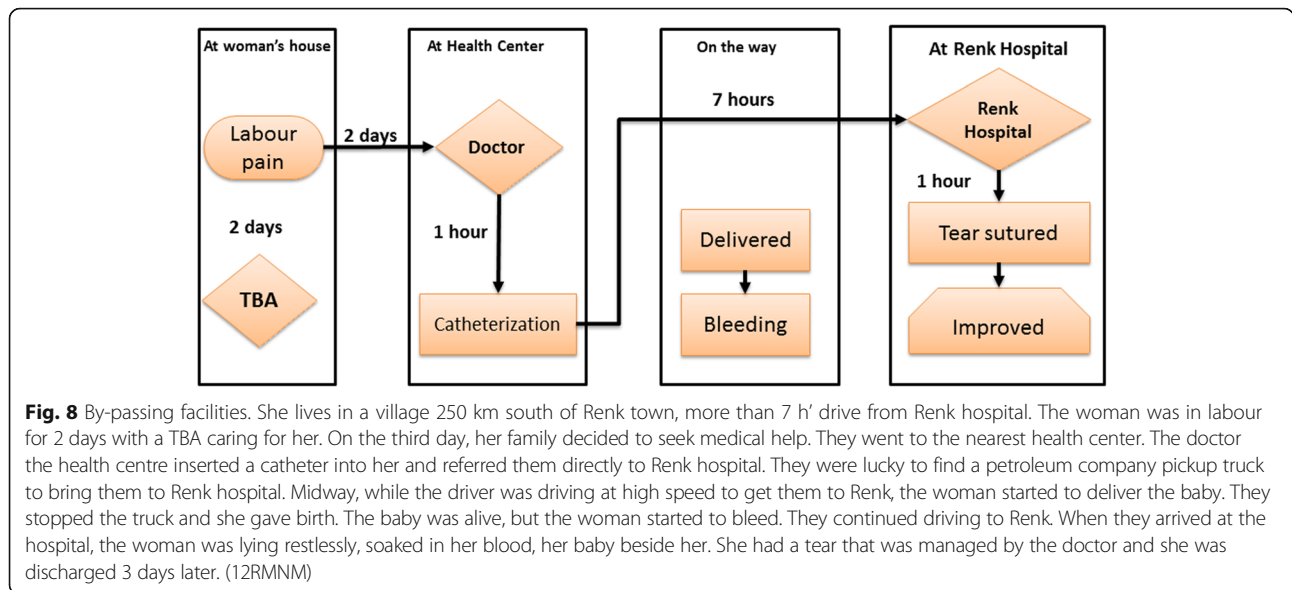 At woman's house
At Health Center
On the way
At Renk Hospital
Labour
pain
2 days
Doctor
7 hours
Renk
Hospital
2 days
TBA
1 hour
Catheterization
Delivered
Bleeding
1 hour
Tear sutured
Improved
Fig. 8 By-passing facilities. She lives in a village 250 km south of Renk town, more than 7 h' drive from Renk hospital. The woman was in labour
for 2 days with a TBA caring for her. On the third day, her family decided to seek medical help. They went to the nearest health center. The doctor
the health centre inserted a catheter into her and referred them directly to Renk hospital. They were lucky to find a petroleum company pickup truck
to bring them to Renk hospital. Midway, while the driver was driving at high speed to get them to Renk, the woman started to deliver the baby. They
stopped the truck and she gave birth. The baby was alive, but the woman started to bleed. They continued driving to Renk. When they arrived at the
hospital, the woman was lying restlessly, soaked in her blood, her baby beside her. She had a tear that was managed by the doctor and she was
discharged 3 days later. (12RMNM)